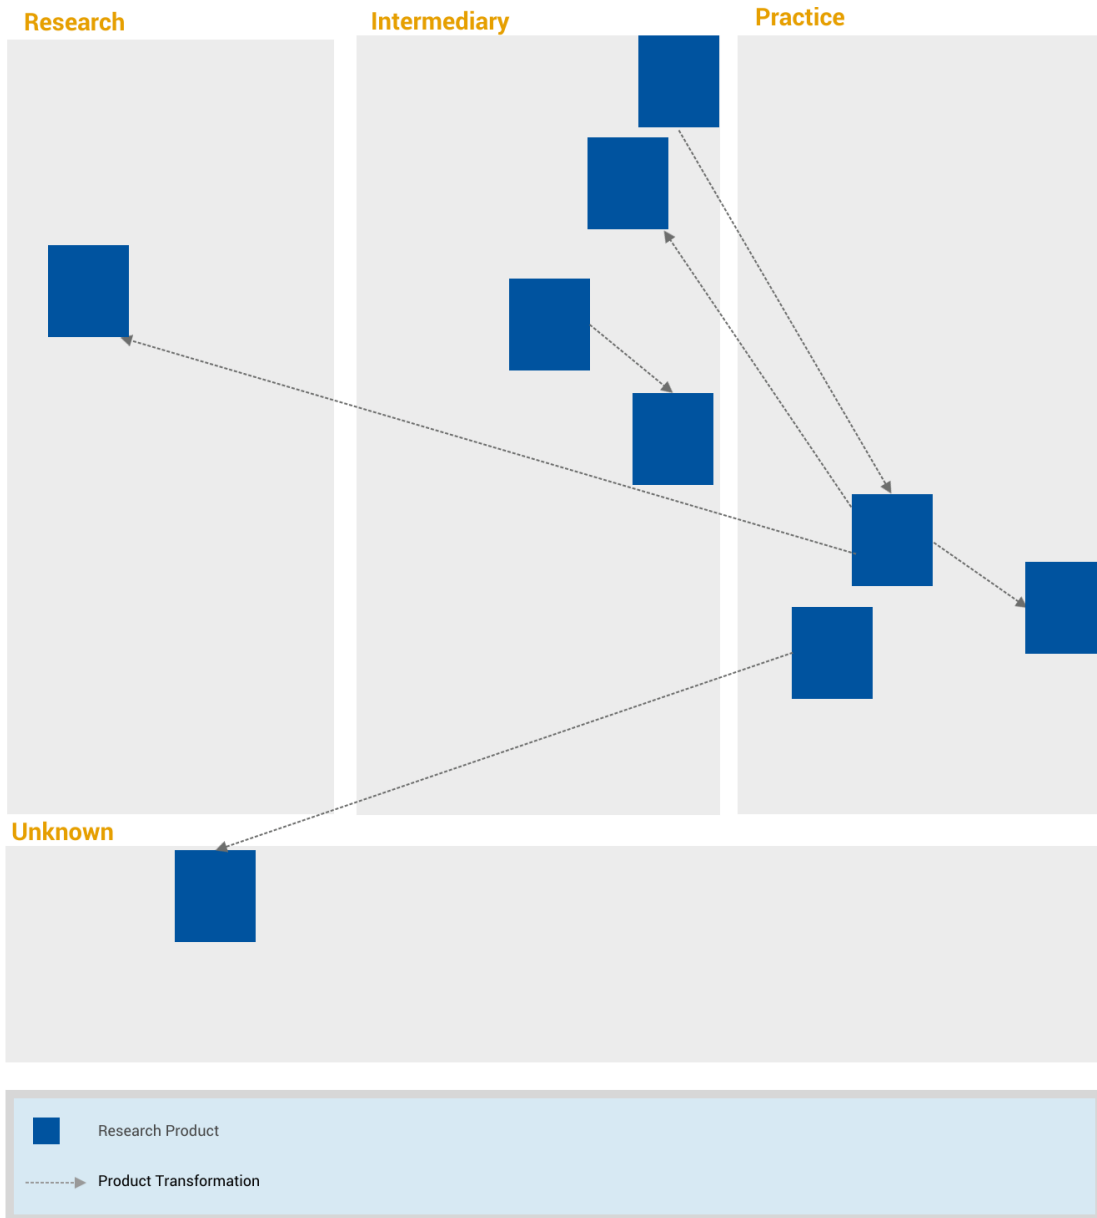 Research
Intermediary
Practice
Unknown
Research Product
Product Transformation